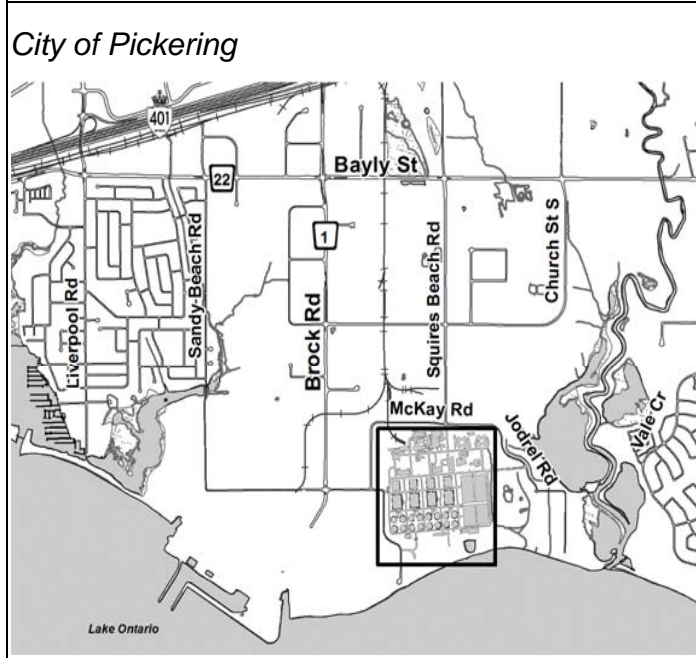 City of Pickering
401
Bayly St
22
1
Liverpool Rd
Sandy Beach Rd
Brock Rd
Squires Beach Rd
Church St S
McKay Rd
Jodrel Rd
Vale Cr
Lake Ontario